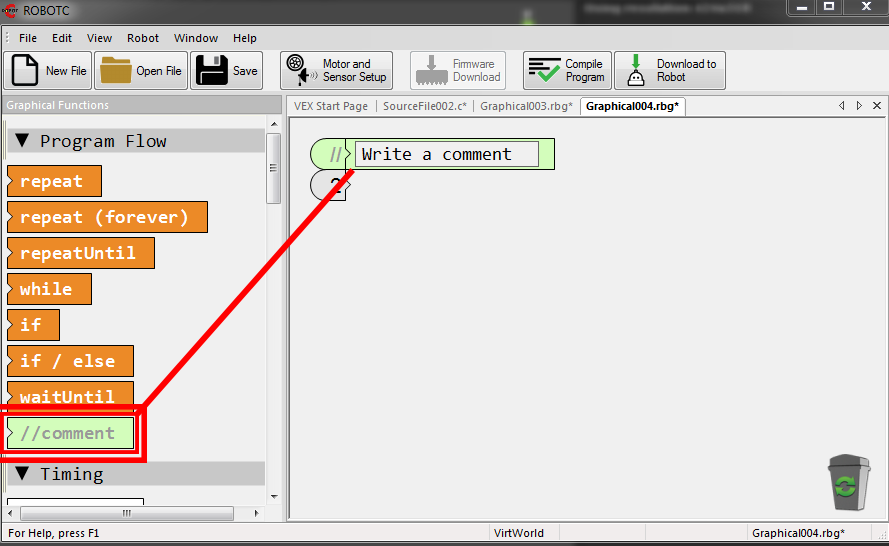 ROBOTC
File Edit View Robot Window Help
New File Open File Save Motor and Sensor Setup Firmware Download Compile Program Download to Robot
Graphical Functions
VEX Start Page SourceFile002.c* Graphical003.rbg* Graphical004.rbg*
Program Flow
repeat
repeat (forever)
repeatUntil
while
if
if / else
waitUntil
//comment
Timing
// Write a comment
2
For Help, press F1 VirtWorld Graphical004.rbg*